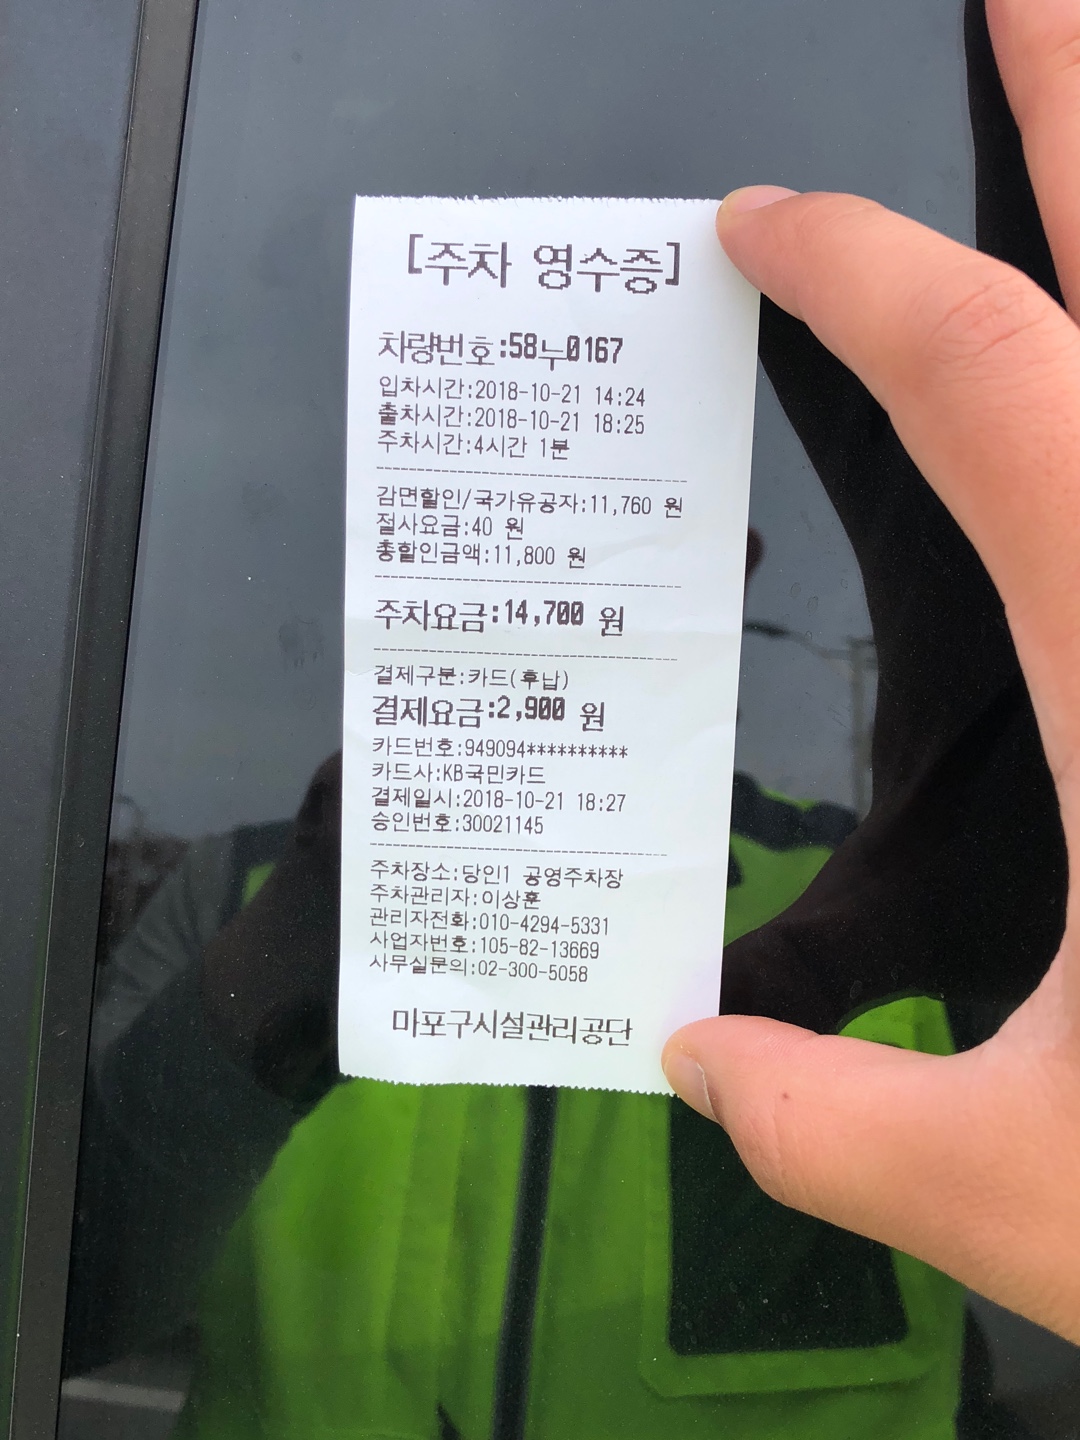 [주차 영수증]
차량번호:58누0167
입차시간:2018-10-21 14:24
출차시간:2018-10-21 18:25
주차시간:4시간 1분
감면할인/국가유공자:11,760 원
절사요금:40 원
총할인금액:11,800 원
주차요금:14,700 원
결제구분:카드(후납)
결제요금:2,900 원
카드번호:949094**********
카드사:KB국민카드
결제일시:2018-10-21 18:27
승인번호:30021145
주차장소:당인1 공영주차장
주차관리자:이상훈
관리자전화:010-4294-5331
사업자번호:105-82-13669
사무실문의:02-300-5058
마포구시설관리공단